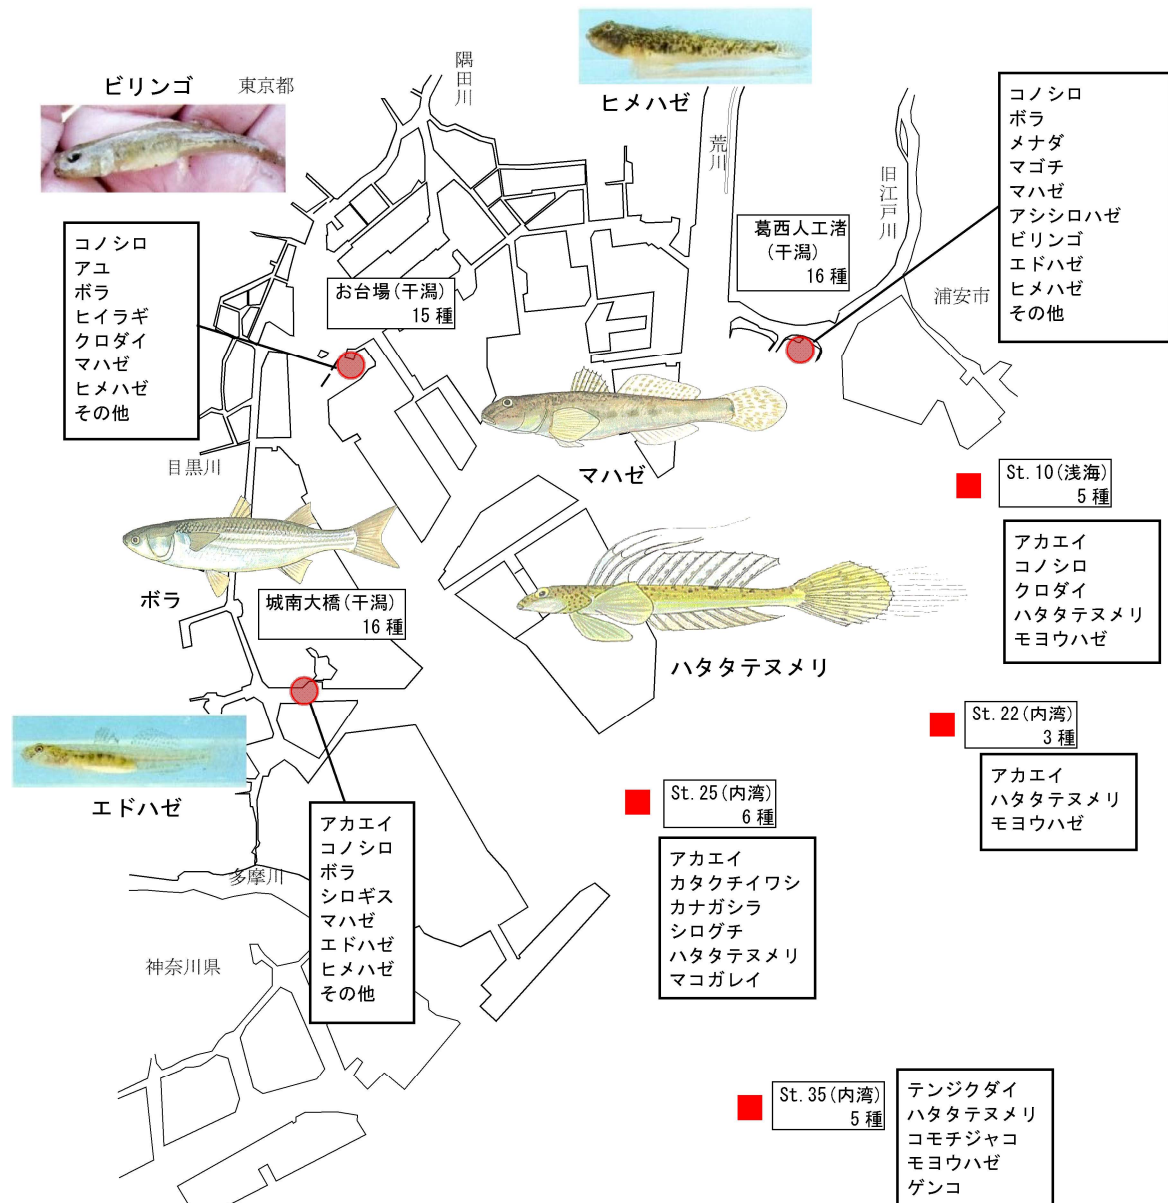 ビリンゴ
東京都
隅田川
ヒメハゼ
荒川
旧江戸川
浦安市
コノシロ
ボラ
メナダ
マゴチ
マハゼ
アシシロハゼ
ビリンゴ
エドハゼ
ヒメハゼ
その他
葛西人工渚
(干潟)
16 種
コノシロ
アユ
ボラ
ヒイラギ
クロダイ
マハゼ
ヒメハゼ
その他
お台場(干潟)
15 種
目黒川
マハゼ
St.10(浅海)
5 種
アカエイ
コノシロ
クロダイ
ハタタテヌメリ
モヨウハゼ
ボラ
城南大橋(干潟)
16 種
ハタタテヌメリ
St.22(内湾)
3 種
アカエイ
ハタタテヌメリ
モヨウハゼ
エドハゼ
St.25(内湾)
6 種
アカエイ
カタクチイワシ
カナガシラ
シログチ
ハタタテヌメリ
マコガレイ
アカエイ
コノシロ
ボラ
シロギス
マハゼ
エドハゼ
ヒメハゼ
その他
多摩川
神奈川県
St.35(内湾)
5 種
テンジクダイ
ハタタテヌメリ
コモチジャコ
モヨウハゼ
ゲンコ